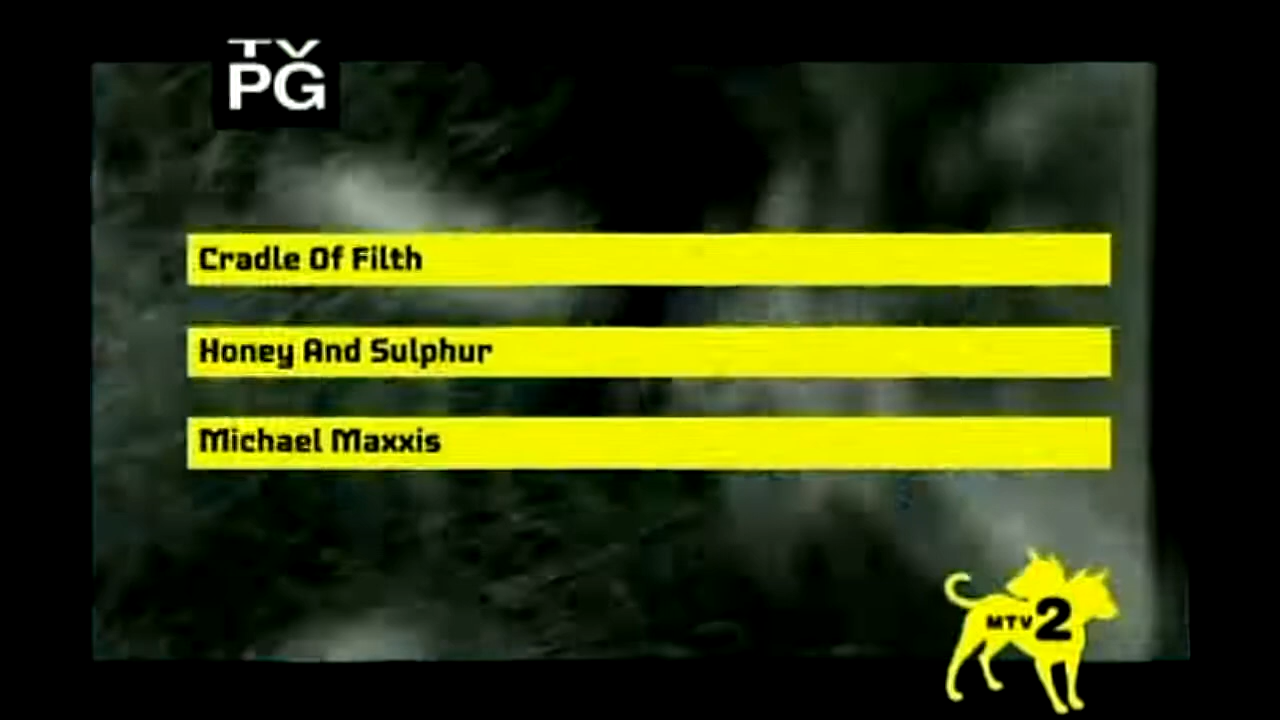 TV
PG
Cradle Of Filth
Honey And Sulphur
Michael Maxxis
MTV2